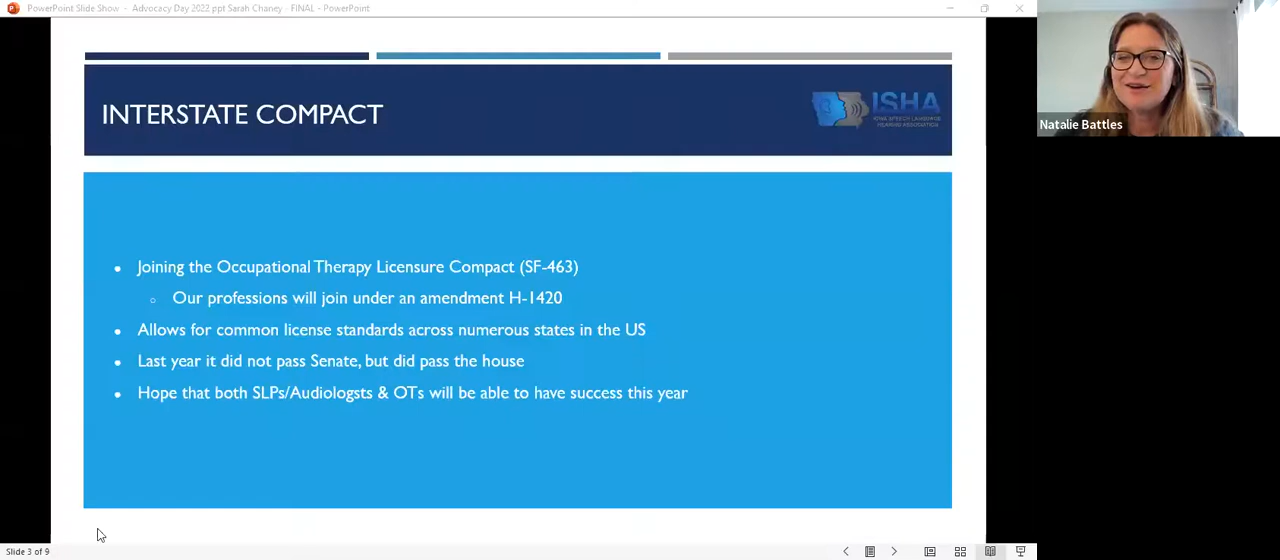 PowerPoint Slide Show - Advocacy Day 2022 ppt Sarah Chaney - FINAL - PowerPoint
INTERSTATE COMPACT
ISHA
IOWA SPEECH-LANGUAGE
HEARING ASSOCIATION
Natalie Battles
• Joining the Occupational Therapy Licensure Compact (SF-463)
○ Our professions will join under an amendment H-1420
• Allows for common license standards across numerous states in the US
• Last year it did not pass Senate, but did pass the house
• Hope that both SLPs/Audiologsts & OTs will be able to have success this year
Slide 3 of 9